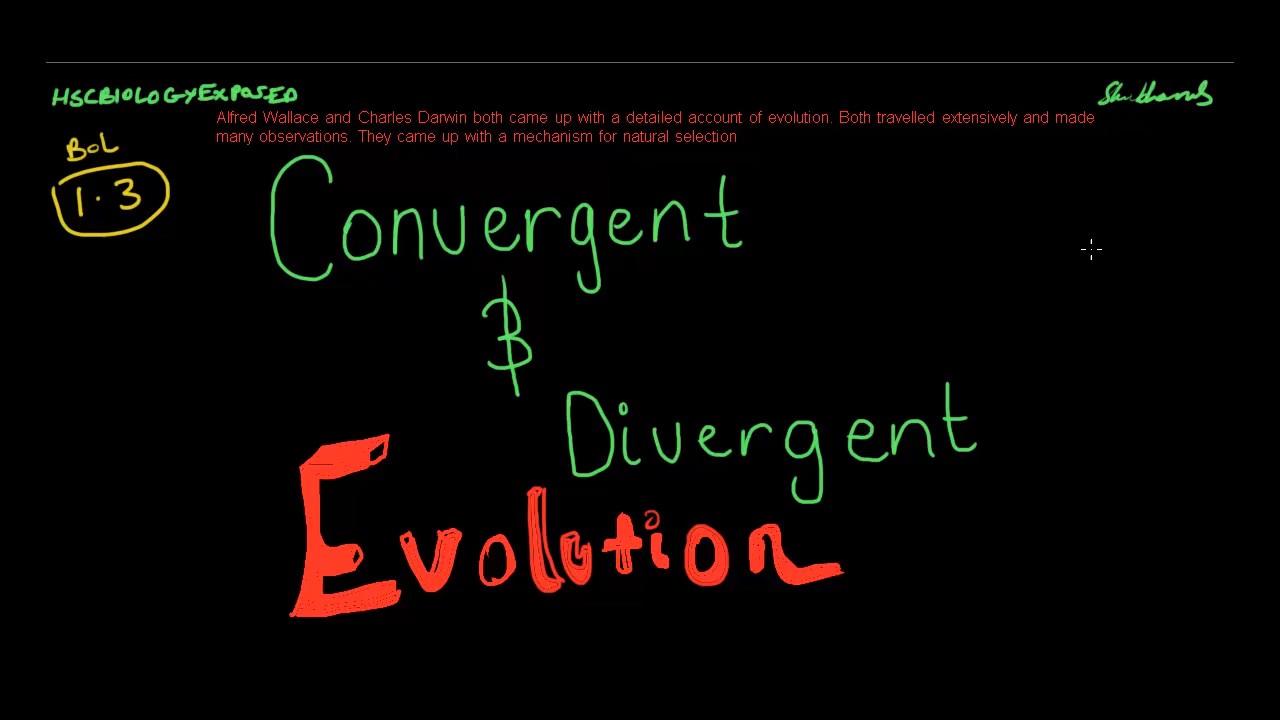 HSCBIOLOGYEXPOSED
Alfred Wallace and Charles Darwin both came up with a detailed account of evolution. Both travelled extensively and made
many observations. They came up with a mechanism for natural selection
BOL
1.3
Convergent
&
Divergent
Evolution